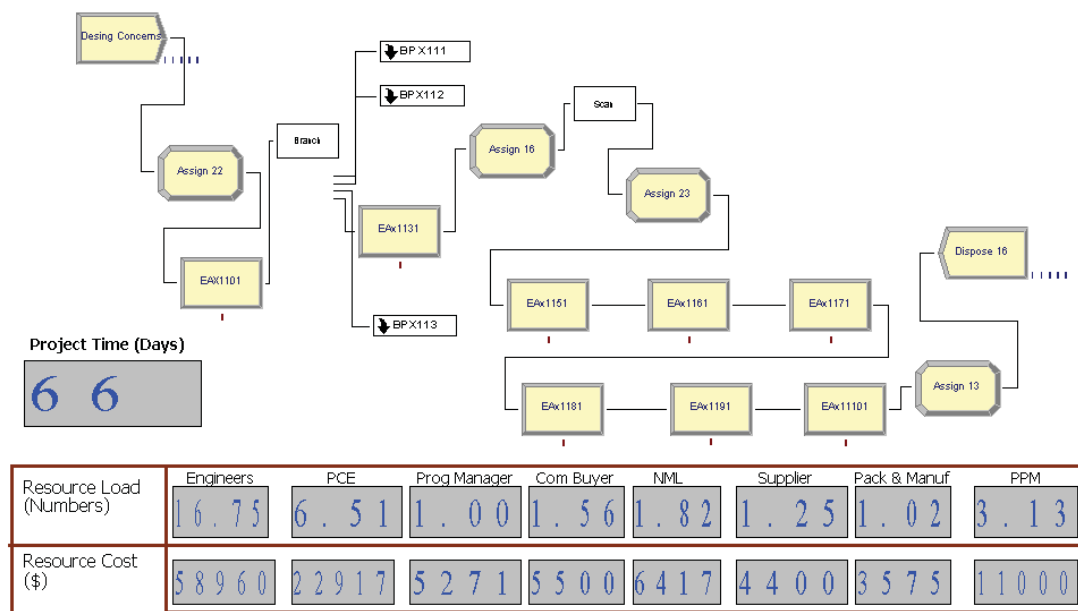 Desing Concerns
BPX111
BPX112
Scan
Branch
Assign 16
Assign 22
Assign 23
EAx1131
Dispose 16
EAX1101
EAx1151
EAx1161
EAx1171
BPX113
Project Time (Days)
66
Assign 13
EAx1181
EAx1191
EAx11101
Resource Load (Numbers)
Engineers PCE Prog Manager Com Buyer NML Supplier Pack & Manuf PPM
16.75 6.51 1.00 1.56 1.82 1.25 1.02 3.13
Resource Cost ($)
58960 22917 5271 5500 6417 4400 3575 11000